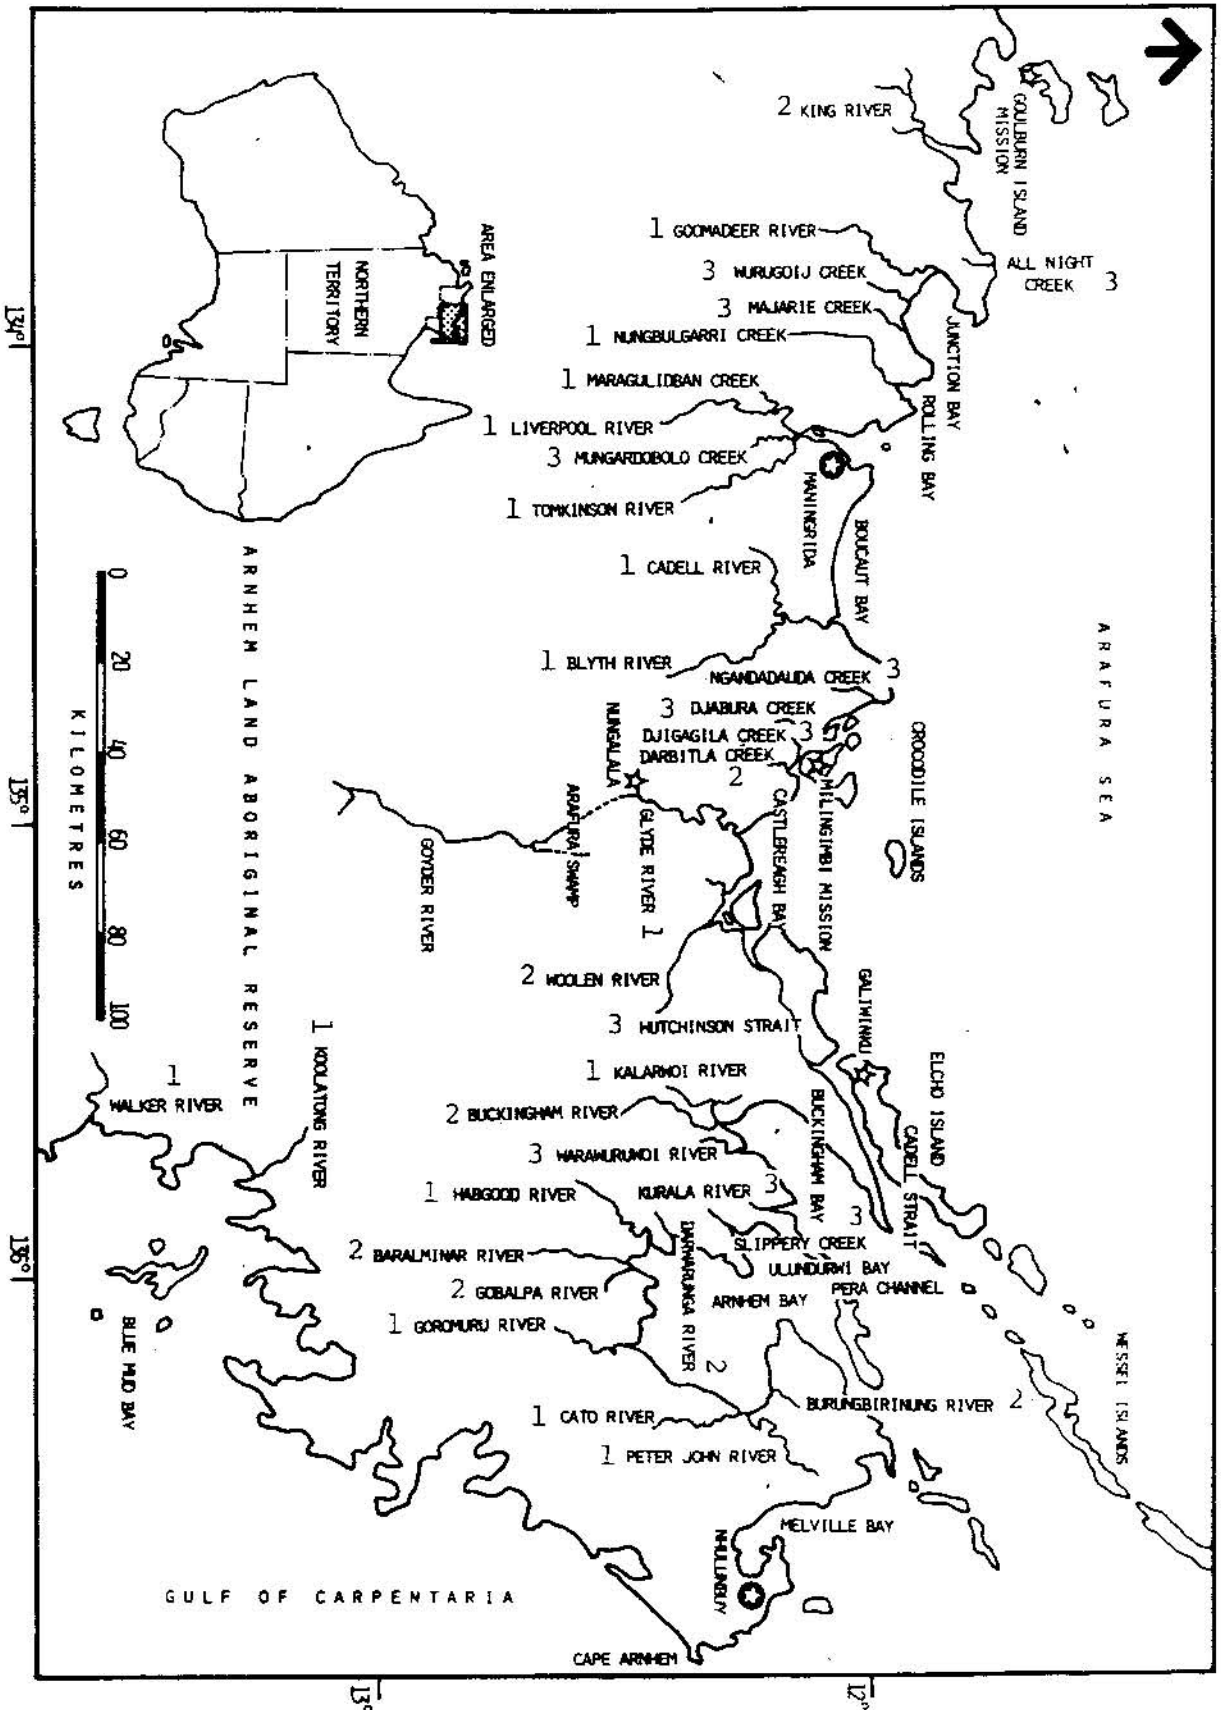 GOULBURN ISLAND
MISSION
2 KING RIVER
1 GOOMADEER RIVER
ALL NIGHT
CREEK 3
3 WURUGOIJ CREEK
3 MAJARIE CREEK
JUNCTION BAY
1 NUNGBULGARRI CREEK
ROLLING BAY
1 MARAGULIDBAN CREEK
1 LIVERPOOL RIVER
3 MUNGARDOBOLO CREEK
MANINGRIDA
1 TOMKINSON RIVER
BOUCAUT BAY
1 CADELL RIVER
1 BLYTH RIVER
NGANDADAUDA CREEK 3
3 DJABURA CREEK
DJIGAGILA CREEK 3
DARBITLA CREEK
2
CROCODILE ISLANDS
MILINGIMBI MISSION
CASTLEREAGH BAY
NUNGALALA
GLYDE RIVER 1
ARAFURA SWAMP
GOYDER RIVER
ARAFURA SEA
2 WOOLEN RIVER
3 HUTCHINSON STRAIT
GALIWINKU
ELCHO ISLAND
CADELL STRAIT
3
1 KALARWOI RIVER
2 BUCKINGHAM RIVER
BUCKINGHAM BAY
3 WARAWURUWOI RIVER
KURALA RIVER 3
1 HABGOOD RIVER
SLIPPERY CREEK
ULUNDURWI BAY
2 BARALMINAR RIVER
DARWARUNGA RIVER
2
2 GOBALPA RIVER
ARNHEM BAY
PERA CHANNEL
1 GOROMURU RIVER
WESSEL ISLANDS
BURUNGBIRINUNG RIVER 2
1 CATO RIVER
1 PETER JOHN RIVER
MELVILLE BAY
NHULUNBUY
CAPE ARNHEM
GULF OF CARPENTARIA
BLUE MUD BAY
1
WALKER RIVER
1 KOOLATONG RIVER
ARNHEM LAND ABORIGINAL RESERVE
AREA ENLARGED
NORTHERN
TERRITORY
0 20 40 60 80 100
KILOMETRES
134°
135°
136°
13°
12°